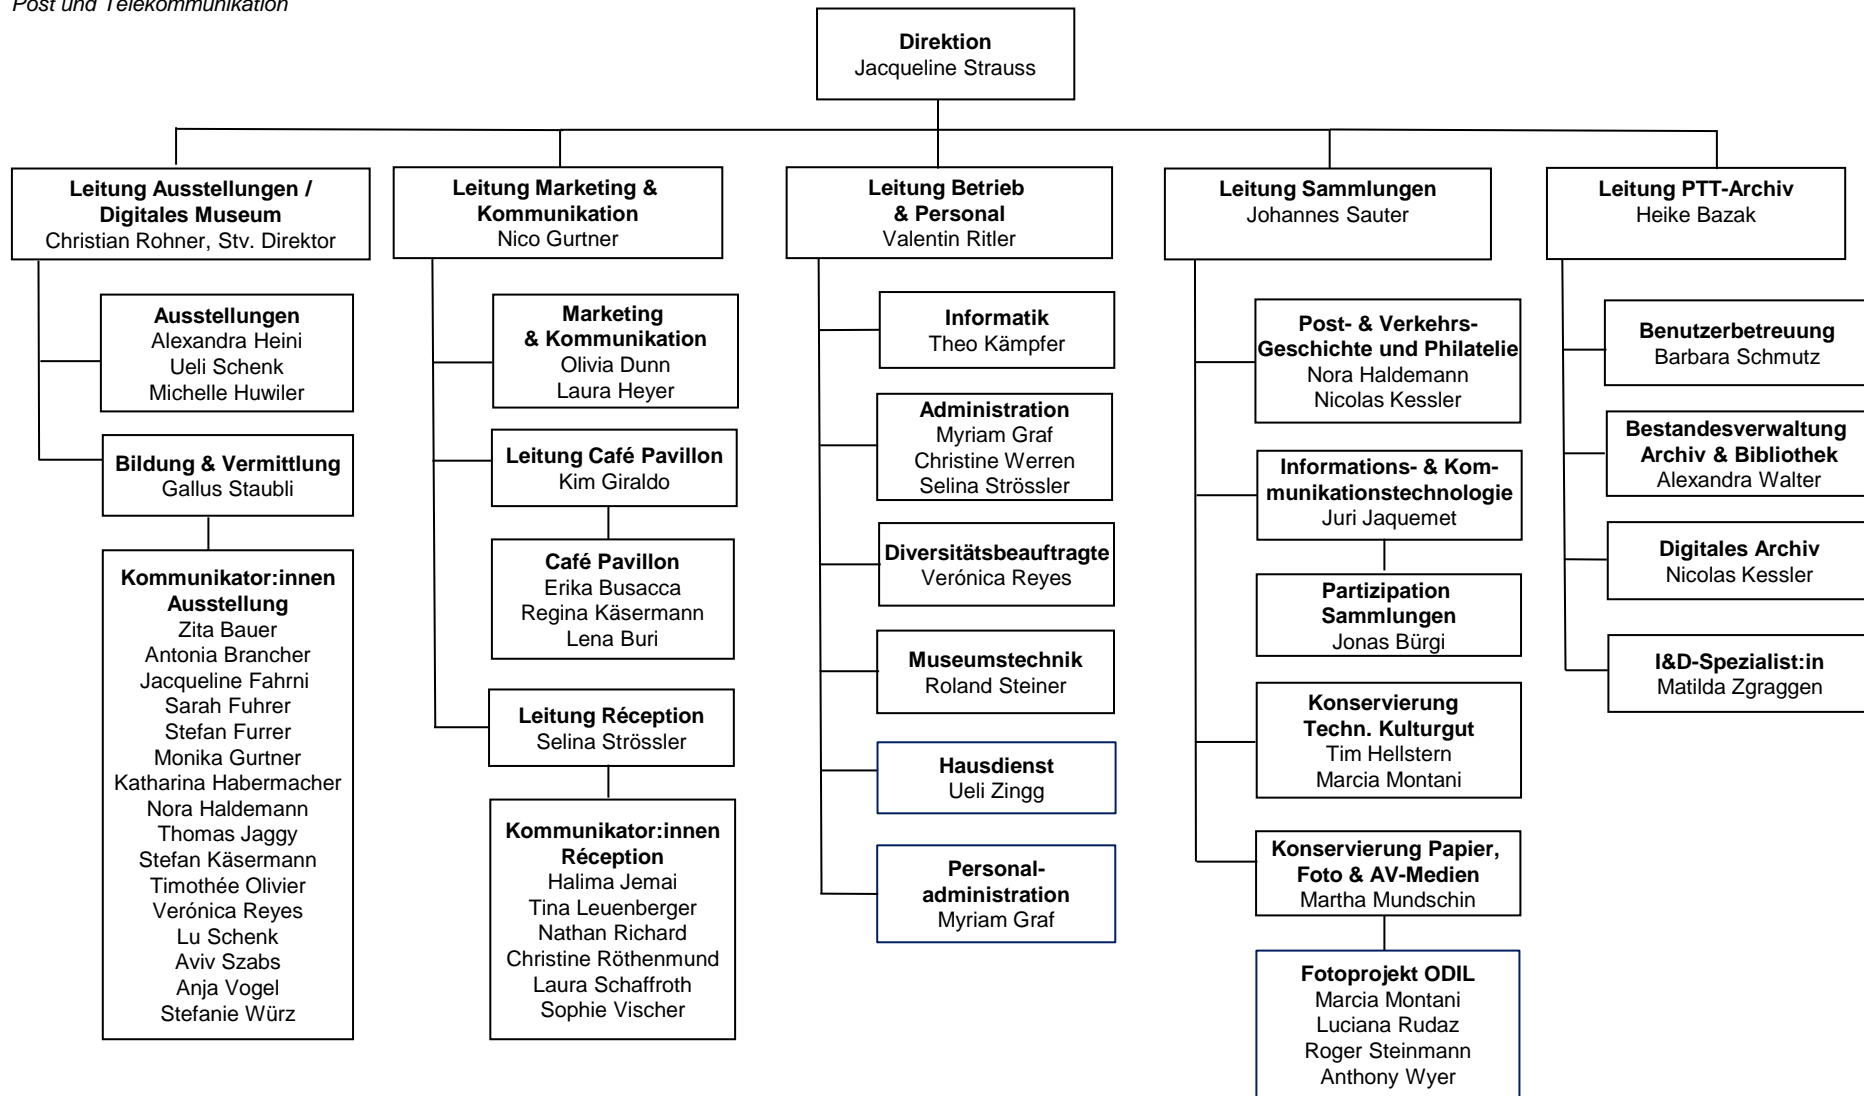 Post und Telekommunikation
Direktion
Jacqueline Strauss
Leitung Ausstellungen /
Digitales Museum
Christian Rohner, Stv. Direktor
Ausstellungen
Alexandra Heini
Ueli Schenk
Michelle Huwiler
Bildung & Vermittlung
Gallus Staubli
Kommunikator:innen
Ausstellung
Zita Bauer
Antonia Brancher
Jacqueline Fahrni
Sarah Fuhrer
Stefan Furrer
Monika Gurtner
Katharina Habermacher
Nora Haldemann
Thomas Jaggy
Stefan Käsermann
Timothée Olivier
Verónica Reyes
Lu Schenk
Aviv Szabs
Anja Vogel
Stefanie Würz
Leitung Marketing &
Kommunikation
Nico Gurtner
Marketing
& Kommunikation
Olivia Dunn
Laura Heyer
Leitung Café Pavillon
Kim Giraldo
Café Pavillon
Erika Busacca
Regina Käsermann
Lena Buri
Leitung Réception
Selina Strössler
Kommunikator:innen
Réception
Halima Jemai
Tina Leuenberger
Nathan Richard
Christine Röthenmund
Laura Schaffroth
Sophie Vischer
Leitung Betrieb
& Personal
Valentin Ritler
Informatik
Theo Kämpfer
Administration
Myriam Graf
Christine Werren
Selina Strössler
Diversitätsbeauftragte
Verónica Reyes
Museumstechnik
Roland Steiner
Hausdienst
Ueli Zingg
Personal-
administration
Myriam Graf
Leitung Sammlungen
Johannes Sauter
Post- & Verkehrs-
Geschichte und Philatelie
Nora Haldemann
Nicolas Kessler
Informations- & Kom-
munikationstechnologie
Juri Jaquemet
Partizipation
Sammlungen
Jonas Bürgi
Konservierung
Techn. Kulturgut
Tim Hellstern
Marcia Montani
Konservierung Papier,
Foto & AV-Medien
Martha Mundschin
Fotoprojekt ODIL
Marcia Montani
Luciana Rudaz
Roger Steinmann
Anthony Wyer
Leitung PTT-Archiv
Heike Bazak
Benutzerbetreuung
Barbara Schmutz
Bestandesverwaltung
Archiv & Bibliothek
Alexandra Walter
Digitales Archiv
Nicolas Kessler
I&D-Spezialist:in
Matilda Zgraggen